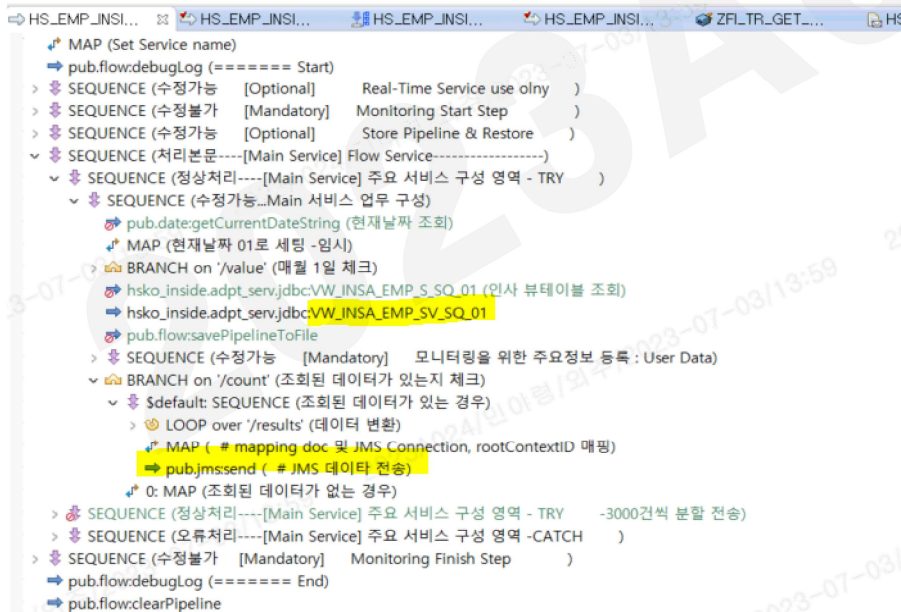 HS_EMP_INSI... HS_EMP_INSI... HS_EMP_INSI... HS_EMP_INSI... ZFI_TR_GET_... HS
MAP (Set Service name)
pub.flow:debugLog (======= Start)
SEQUENCE (수정가능 [Optional] Real-Time Service use olny )
SEQUENCE (수정불가 [Mandatory] Monitoring Start Step )
SEQUENCE (수정가능 [Optional] Store Pipeline & Restore )
SEQUENCE (처리본문----[Main Service] Flow Service------------------)
SEQUENCE (정상처리----[Main Service] 주요 서비스 구성 영역 - TRY )
SEQUENCE (수정가능...Main 서비스 업무 구성)
pub.date:getCurrentDateString (현재날짜 조회)
MAP (현재날짜 01로 세팅 -임시)
BRANCH on '/value' (매월 1일 체크)
hsko_inside.adpt_serv.jdbc:VW_INSA_EMP_S_SQ_01 (인사 뷰테이블 조회)
hsko_inside.adpt_serv.jdbc:VW_INSA_EMP_SV_SQ_01
pub.flow:savePipelineToFile
SEQUENCE (수정가능 [Mandatory] 모니터링을 위한 주요정보 등록 : User Data)
BRANCH on '/count' (조회된 데이터가 있는지 체크)
$default: SEQUENCE (조회된 데이터가 있는 경우)
LOOP over '/results' (데이터 변환)
MAP ( # mapping doc 및 JMS Connection, rootContextID 매핑)
pub.jms:send ( # JMS 데이타 전송)
0: MAP (조회된 데이터가 없는 경우)
SEQUENCE (정상처리----[Main Service] 주요 서비스 구성 영역 - TRY -3000건씩 분할 전송)
SEQUENCE (오류처리----[Main Service] 주요 서비스 구성 영역 -CATCH )
SEQUENCE (수정불가 [Mandatory] Monitoring Finish Step )
pub.flow:debugLog (======= End)
pub.flow:clearPipeline